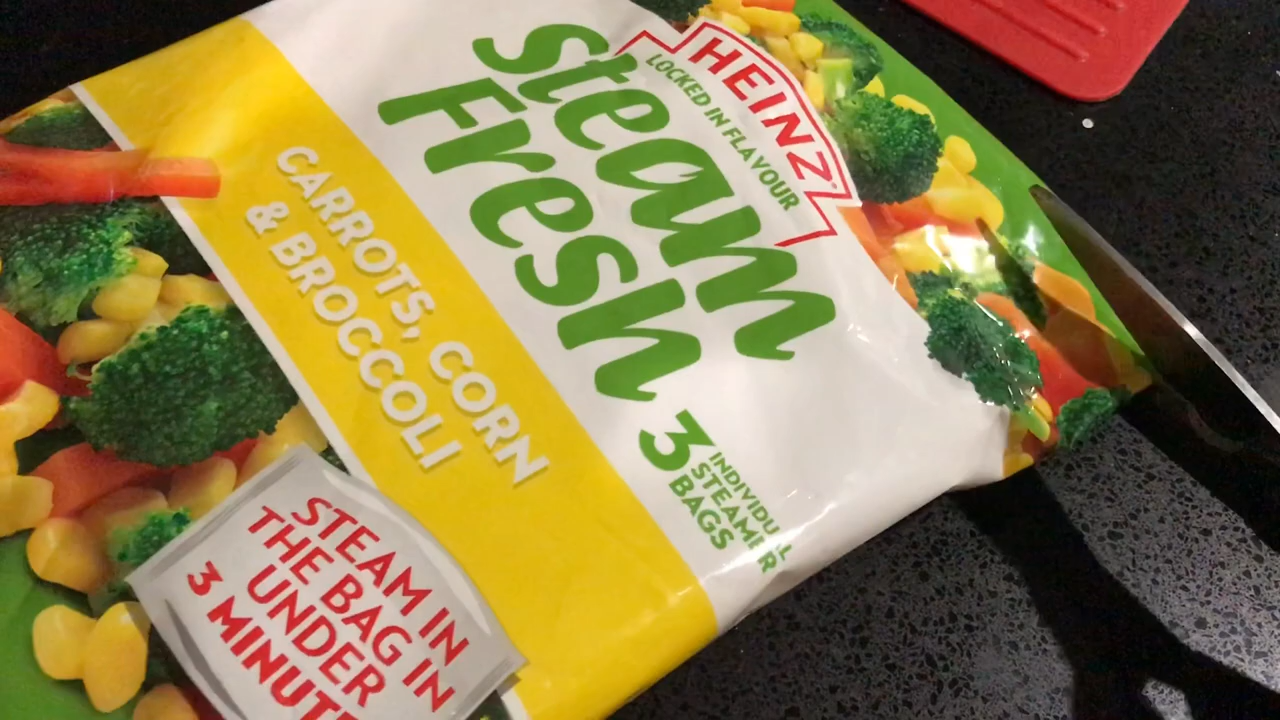 HEINZ
LOCKED IN FLAVOUR
Steam
Fresh
CARROTS, CORN
& BROCCOLI
3 INDIVIDUAL
STEAMER
BAGS
STEAM IN
THE BAG IN
UNDER
3 MINUT